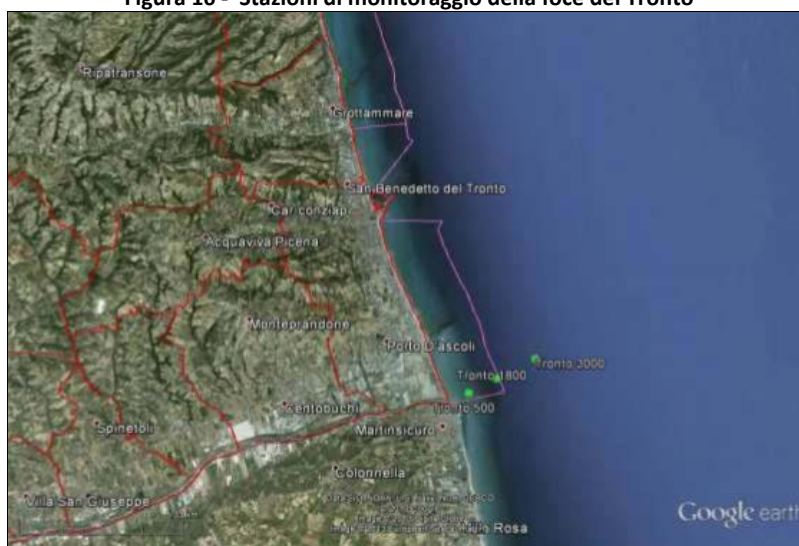 Figura 16 - Stazioni di monitoraggio della foce del Tronto
Ripatransone
Grottammare
San Benedetto del Tronto
Acquaviva Picena
Monteprandone
Porto D'ascoli
Tronto 3000
Tronto 1800
Tronto 500
Centobuchi
Spinetoli
Martinsicuro
Colonnella
Villa San Giuseppe
Rosa
Google earth